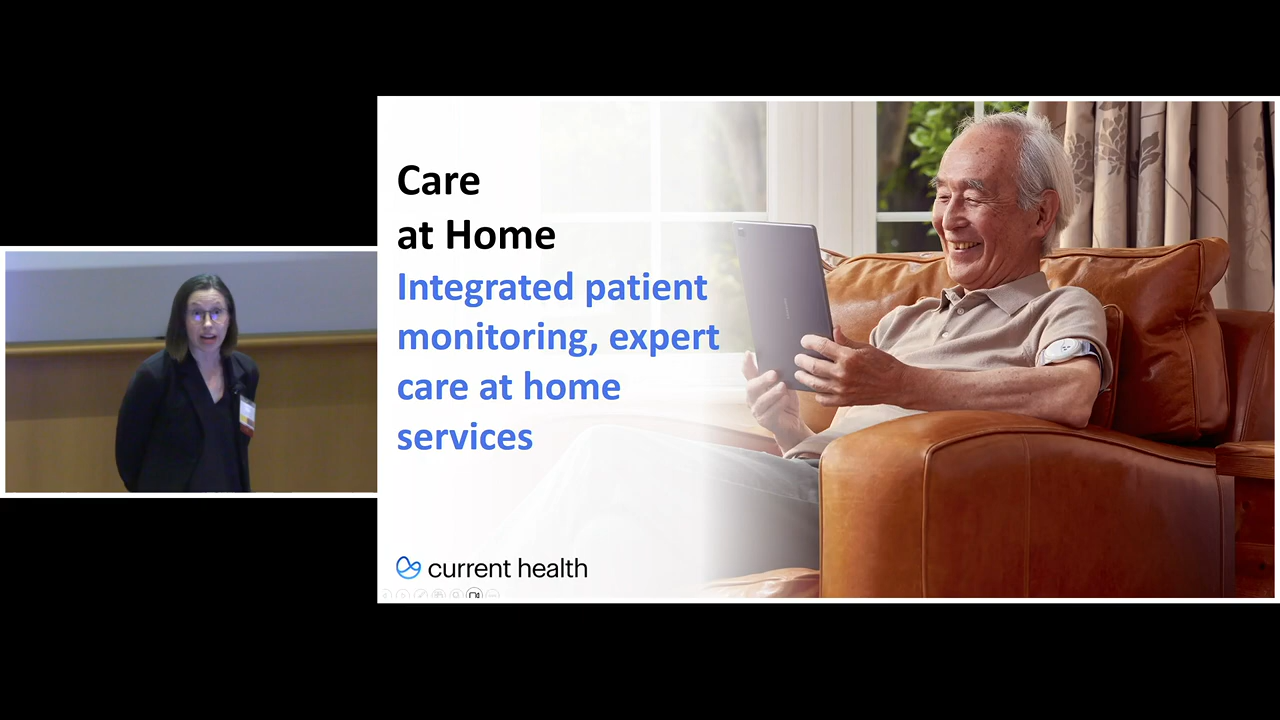 Care
at Home
Integrated patient
monitoring, expert
care at home
services
current health